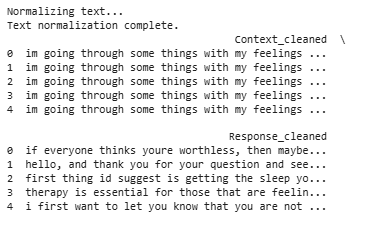 Normalizing text...
Text normalization complete.
Context_cleaned \
0 im going through some things with my feelings ...
1 im going through some things with my feelings ...
2 im going through some things with my feelings ...
3 im going through some things with my feelings ...
4 im going through some things with my feelings ...
Response_cleaned
0 if everyone thinks youre worthless, then maybe...
1 hello, and thank you for your question and see...
2 first thing id suggest is getting the sleep yo...
3 therapy is essential for those that are feelin...
4 i first want to let you know that you are not ...